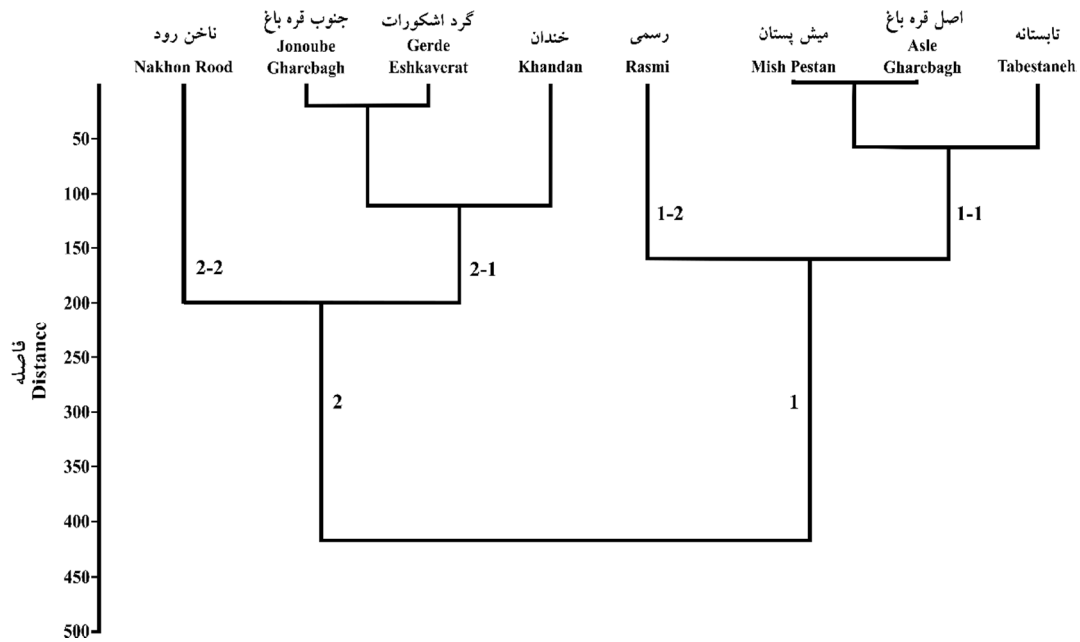 ناخن رود
Nakhon Rood
جنوب قره باغ
Jonoube
Gharebagh
گرد اشکورات
Gerde
Eshkaverat
خندان
Khandan
رسمی
Rasmi
میش پستان
Mish Pestan
اصل قره باغ
Asle
Gharebagh
تابستانه
Tabestaneh
50
100
150
200
250
300
350
400
450
500
فاصله
Distance
2-2
2-1
1-2
1-1
2
1